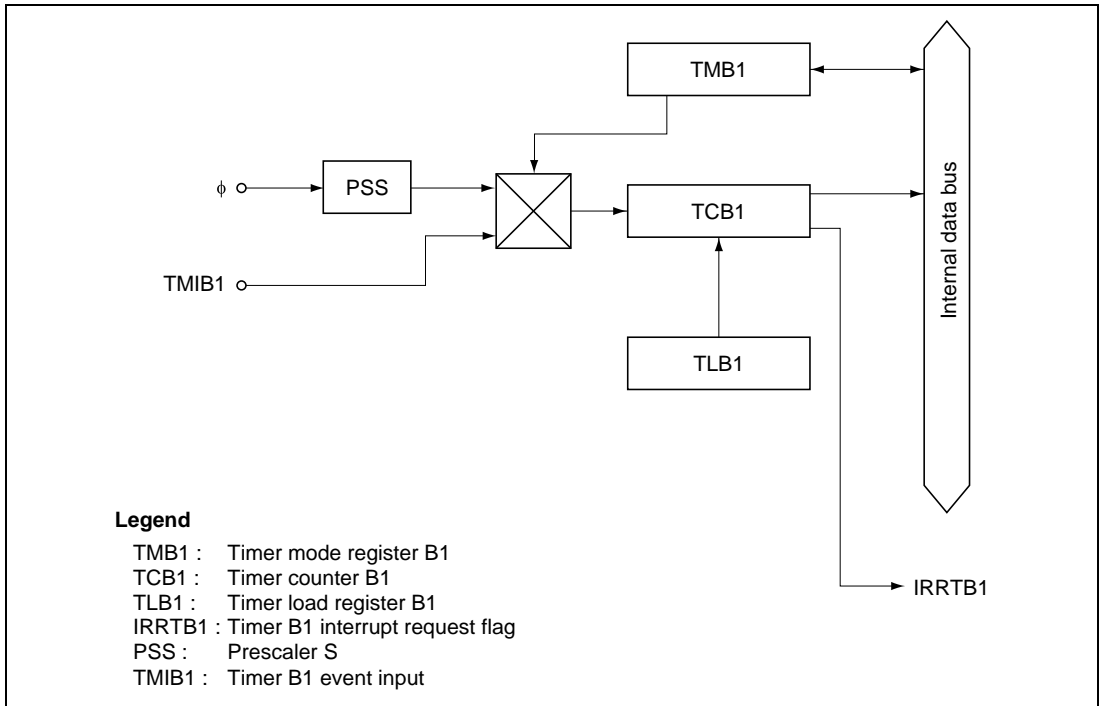 TMB1
φ
PSS
TCB1
TMIB1
TLB1
Internal data bus
IRRTB1
Legend
TMB1 : Timer mode register B1
TCB1 : Timer counter B1
TLB1 : Timer load register B1
IRRTB1 : Timer B1 interrupt request flag
PSS : Prescaler S
TMIB1 : Timer B1 event input